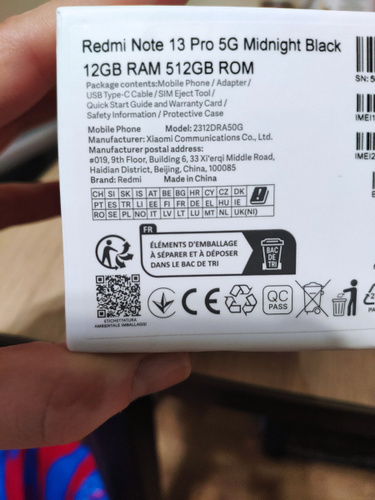 Redmi Note 13 Pro 5G Midnight Black
12GB RAM 512GB ROM
Package contents:Mobile Phone / Adapter /
USB Type-C Cable / SIM Eject Tool /
Quick Start Guide and Warranty Card /
Safety Information / Protective Case
Mobile Phone Model: 2312DRA50G
Manufacturer: Xiaomi Communications Co., Ltd.
Manufacturer postal address:
#019, 9th Floor, Building 6, 33 Xi'erqi Middle Road,
Haidian District, Beijing, China, 100085
Brand: Redmi Made in China
CH SI SK IS AT BE BG HR CY CZ DK
PT ES TR LI EE FI FR DE EL HU IE
RO SE PL NO IT LV LT LU MT NL UK(NI)
FR
ÉLÉMENTS D'EMBALLAGE
À SÉPARER ET À DÉPOSER
DANS LE BAC DE TRI
BAC
DE
TRI
ETICHETTATURA
AMBIENTALE IMBALLAGGI
CE
QC
PASS
SN:
IMEI1
IMEI2